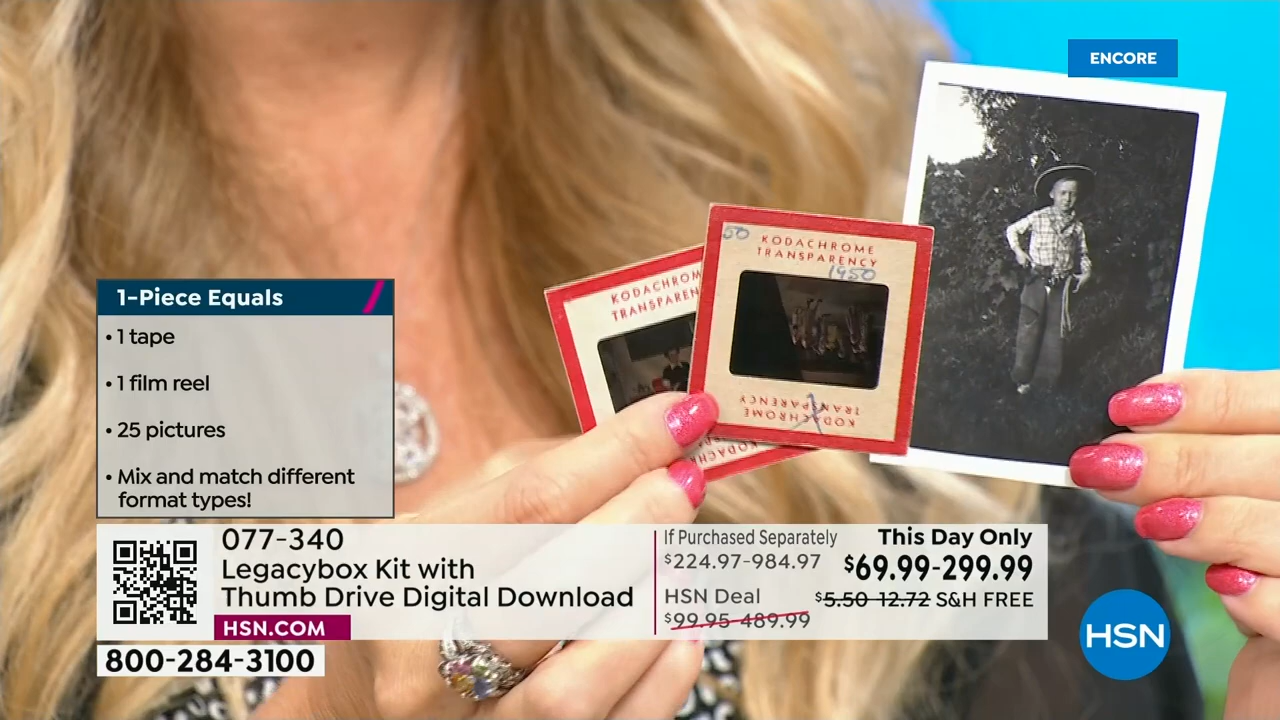 ENCORE
50 KODACHROME
TRANSPARENCY
1950
KODACHROME
TRANSPARENCY
KODACHROM
TRANSPAREN
1-Piece Equals
• 1 tape
• 1 film reel
• 25 pictures
• Mix and match different
format types!
077-340
Legacybox Kit with
Thumb Drive Digital Download
HSN.COM
800-284-3100
If Purchased Separately
$224.97-984.97
HSN Deal
$99.95-489.99
This Day Only
$69.99-299.99
$5.50-12.72 S&H FREE
HSN